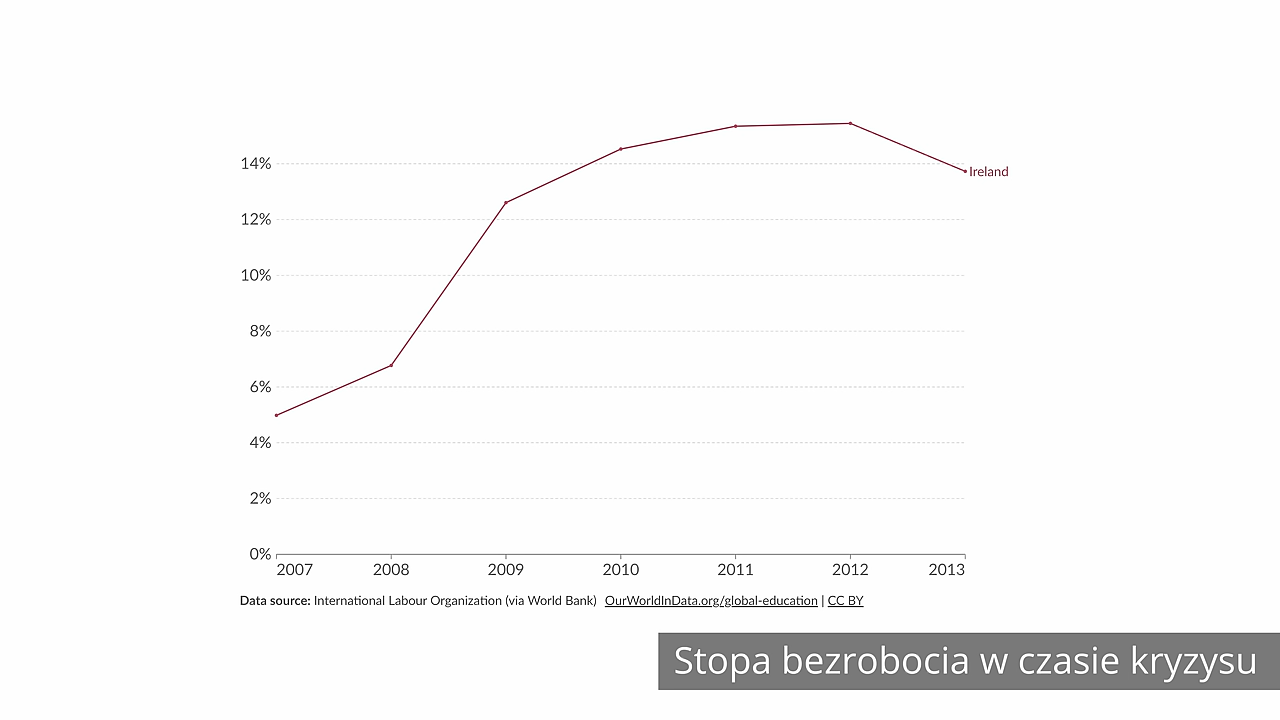 14%
Ireland
12%
10%
8%
6%
4%
2%
0%
2007 2008 2009 2010 2011 2012 2013
Data source: International Labour Organization (via World Bank) OurWorldInData.org/global-education | CC BY
Stopa bezrobocia w czasie kryzysu